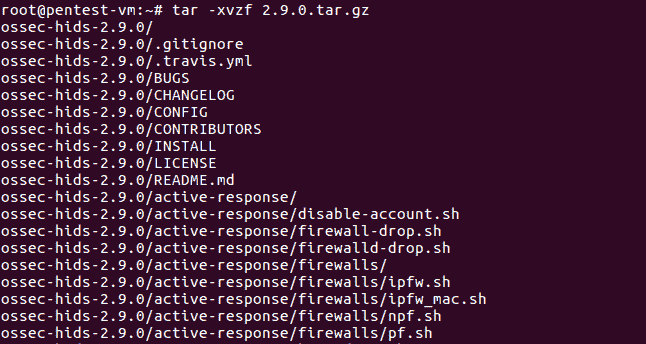 root@pentest-vm:~# tar -xvzf 2.9.0.tar.gz
ossec-hids-2.9.0/
ossec-hids-2.9.0/.gitignore
ossec-hids-2.9.0/.travis.yml
ossec-hids-2.9.0/BUGS
ossec-hids-2.9.0/CHANGELOG
ossec-hids-2.9.0/CONFIG
ossec-hids-2.9.0/CONTRIBUTORS
ossec-hids-2.9.0/INSTALL
ossec-hids-2.9.0/LICENSE
ossec-hids-2.9.0/README.md
ossec-hids-2.9.0/active-response/
ossec-hids-2.9.0/active-response/disable-account.sh
ossec-hids-2.9.0/active-response/firewall-drop.sh
ossec-hids-2.9.0/active-response/firewalld-drop.sh
ossec-hids-2.9.0/active-response/firewalls/
ossec-hids-2.9.0/active-response/firewalls/ipfw.sh
ossec-hids-2.9.0/active-response/firewalls/ipfw_mac.sh
ossec-hids-2.9.0/active-response/firewalls/npf.sh
ossec-hids-2.9.0/active-response/firewalls/pf.sh